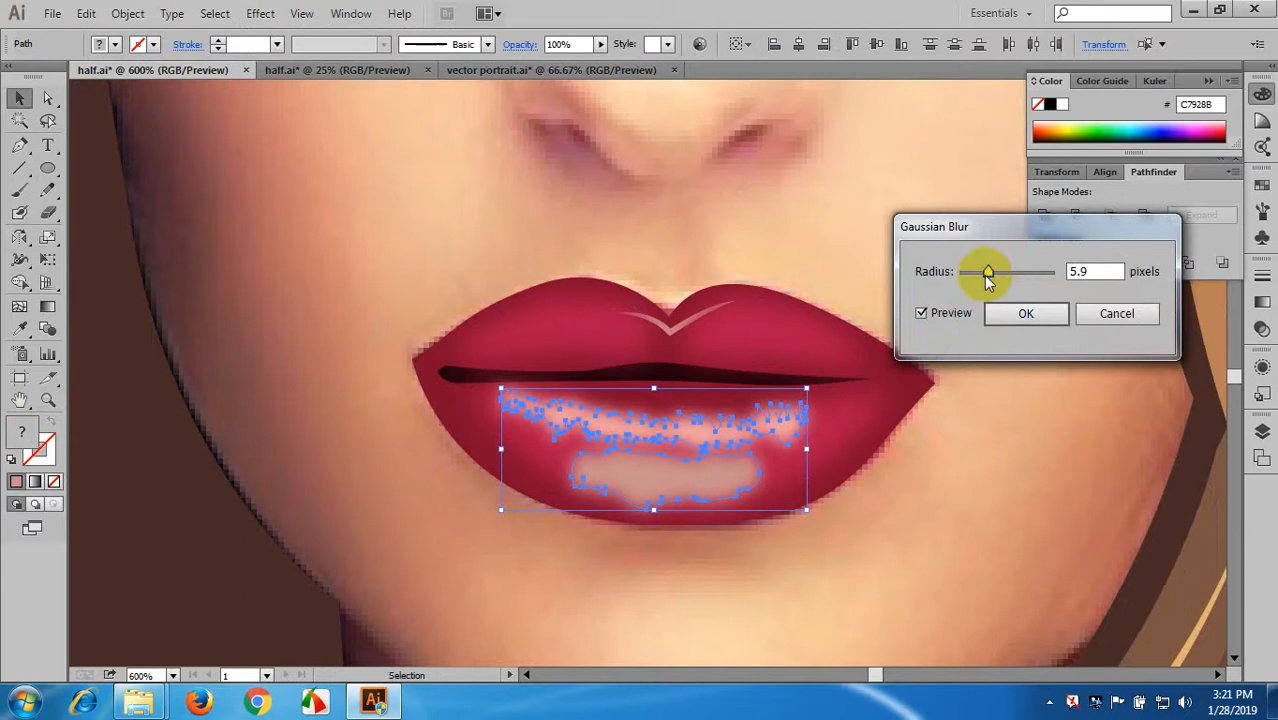 Ai File Edit Object Type Select Effect View Window Help Br Essentials
Path ? Stroke: Basic Opacity: 100% Style: Transform
half.ai* @ 600% (RGB/Preview) × half.ai* @ 25% (RGB/Preview) × vector portrait.ai* @ 66.67% (RGB/Preview) ×
Color Color Guide Kuler
# C7928B
Transform Align Pathfinder
Shape Modes:
Expand
Gaussian Blur
Radius: 5.9 pixels
Preview OK Cancel
?
600% 1 Selection
Ai
3:21 PM
1/28/2019